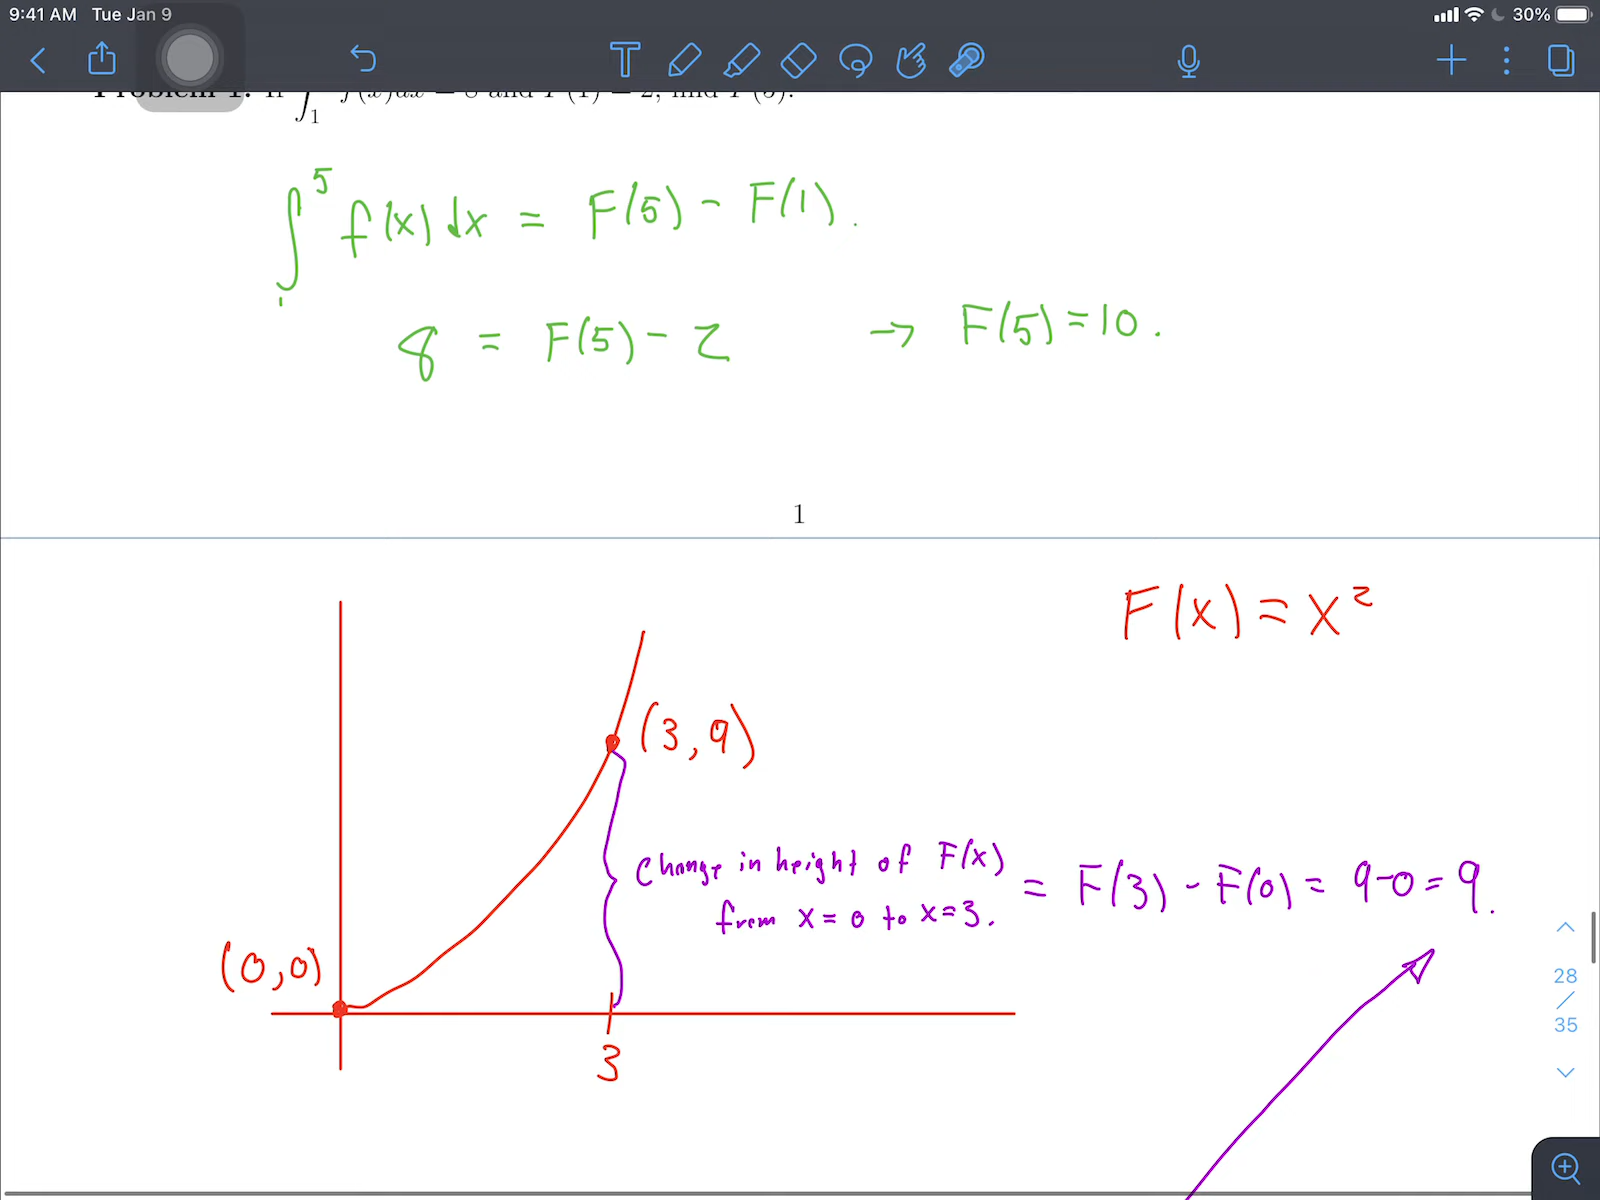 9:41 AM Tue Jan 9
30%
1
∫₁⁵ f(x) dx = F(5) - F(1).
8 = F(5) - 2 → F(5) = 10.
1
F(x) = x²
(3,9)
Change in height of F(x)
from x = 0 to x = 3.
= F(3) - F(0) = 9-0 = 9.
(0,0)
3
28
/
35